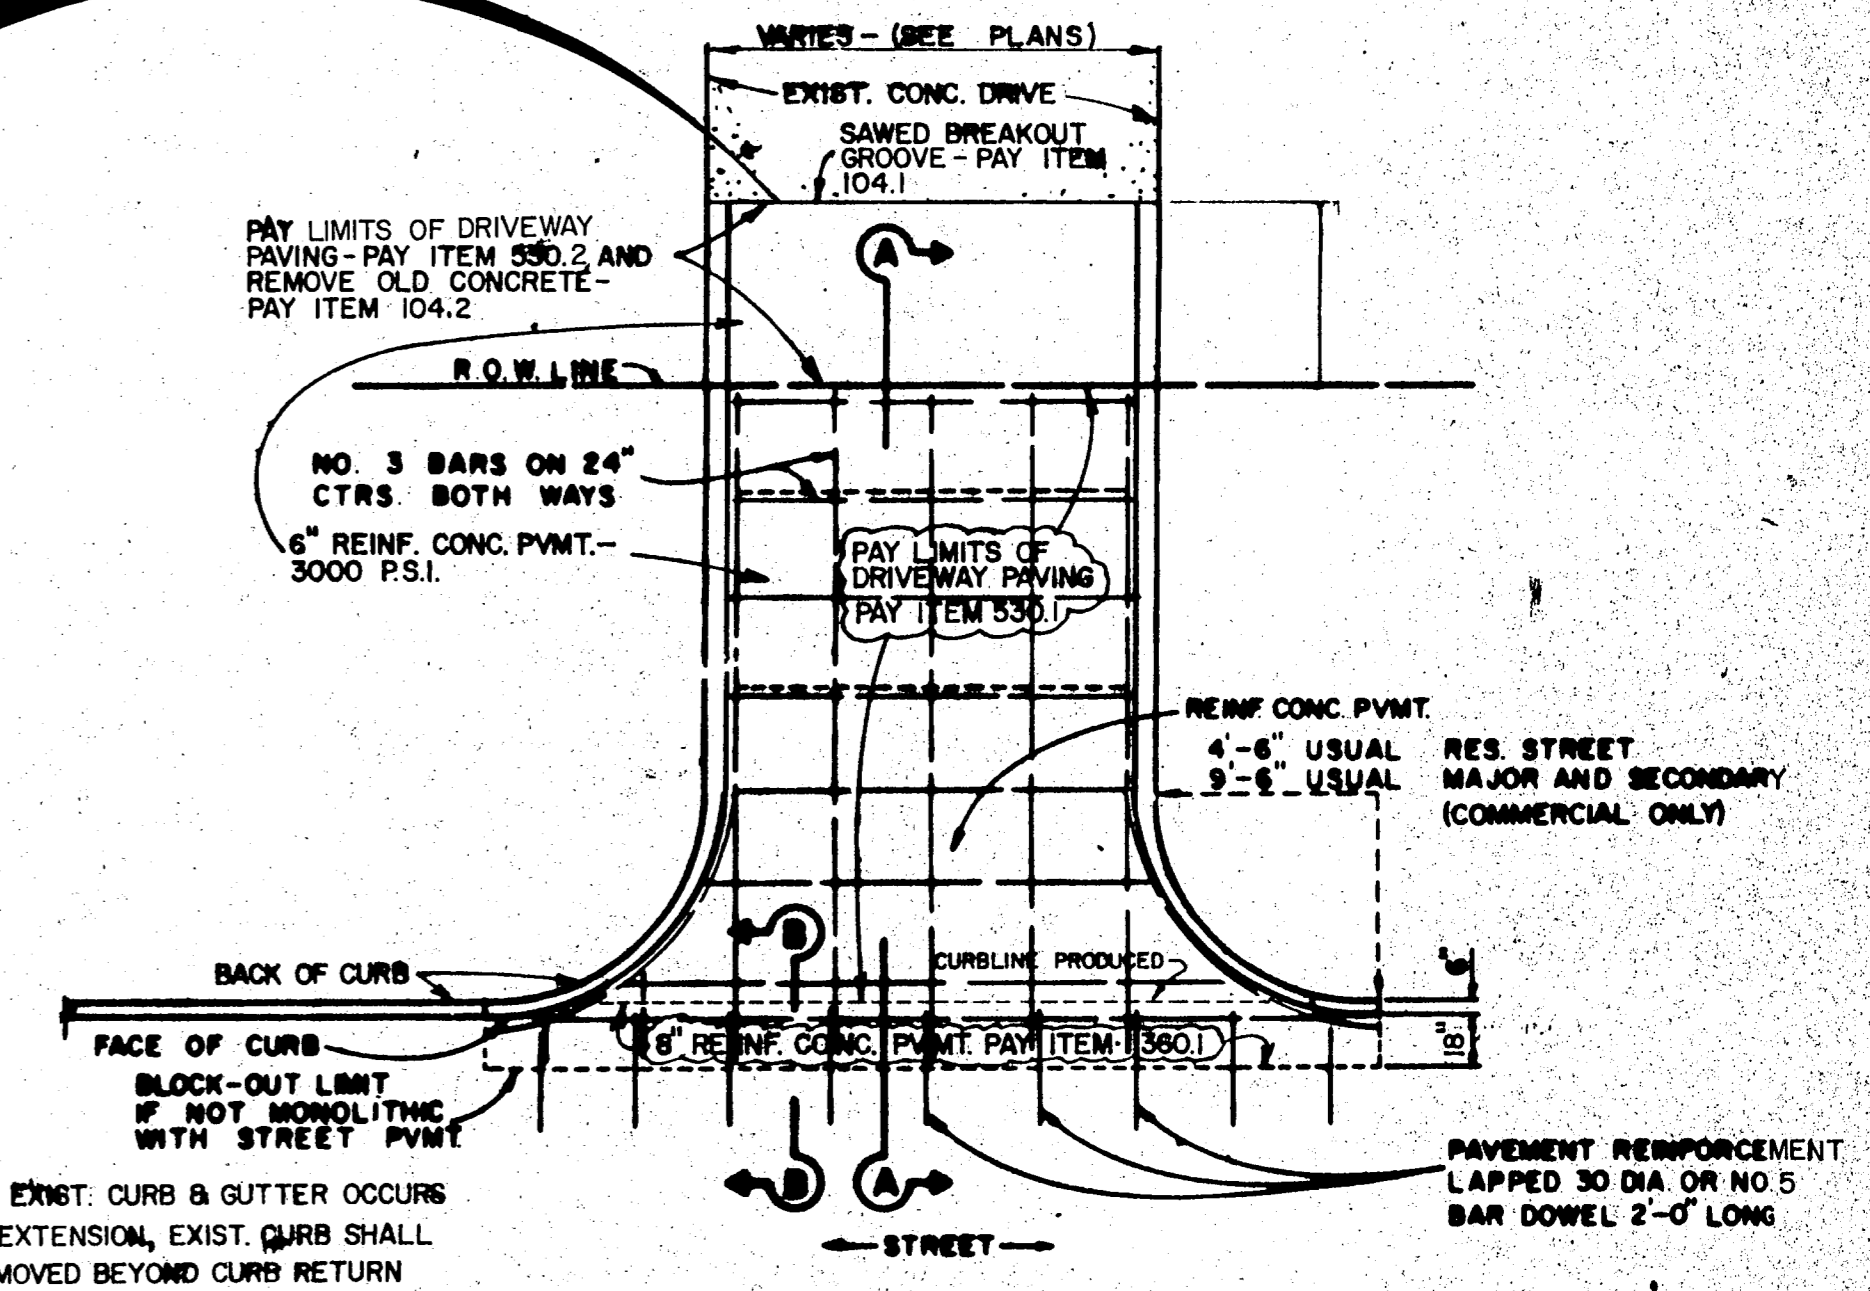 VARIES - (SEE PLANS)
EXIST. CONC. DRIVE
SAWED BREAKOUT
GROOVE - PAY ITEM
104.1
PAY LIMITS OF DRIVEWAY
PAVING - PAY ITEM 530.2 AND
REMOVE OLD CONCRETE -
PAY ITEM 104.2
A
R.O.W. LINE
NO. 3 BARS ON 24"
CTRS. BOTH WAYS
6" REINF. CONC. PVMT. -
3000 P.S.I.
PAY LIMITS OF
DRIVEWAY PAVING
PAY ITEM 530.1
REINF. CONC. PVMT.
4'-6" USUAL RES. STREET
9'-6" USUAL MAJOR AND SECONDARY
(COMMERCIAL ONLY)
B
CURBLINE PRODUCED
BACK OF CURB
6"
FACE OF CURB
8" REINF. CONC. PVMT. PAY ITEM 360.1
18"
BLOCK-OUT LIMIT
IF NOT MONOLITHIC
WITH STREET PVMT.
B
A
PAVEMENT REINFORCEMENT
LAPPED 30 DIA. OR NO. 5
BAR DOWEL 2'-0" LONG
EXIST. CURB & GUTTER OCCURS
EXTENSION, EXIST. CURB SHALL
MOVED BEYOND CURB RETURN
STREET